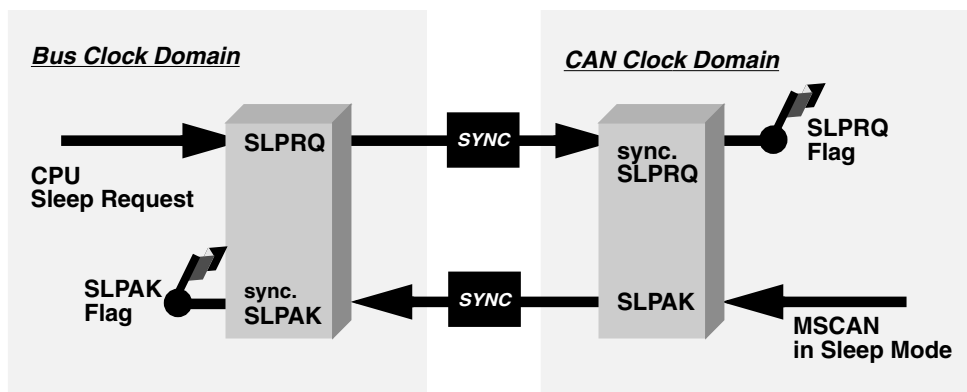 Bus Clock Domain
CAN Clock Domain
SLPRQ
SYNC
sync.
SLPRQ
SLPRQ
Flag
CPU
Sleep Request
SLPAK
Flag
sync.
SLPAK
SYNC
SLPAK
MSCAN
in Sleep Mode